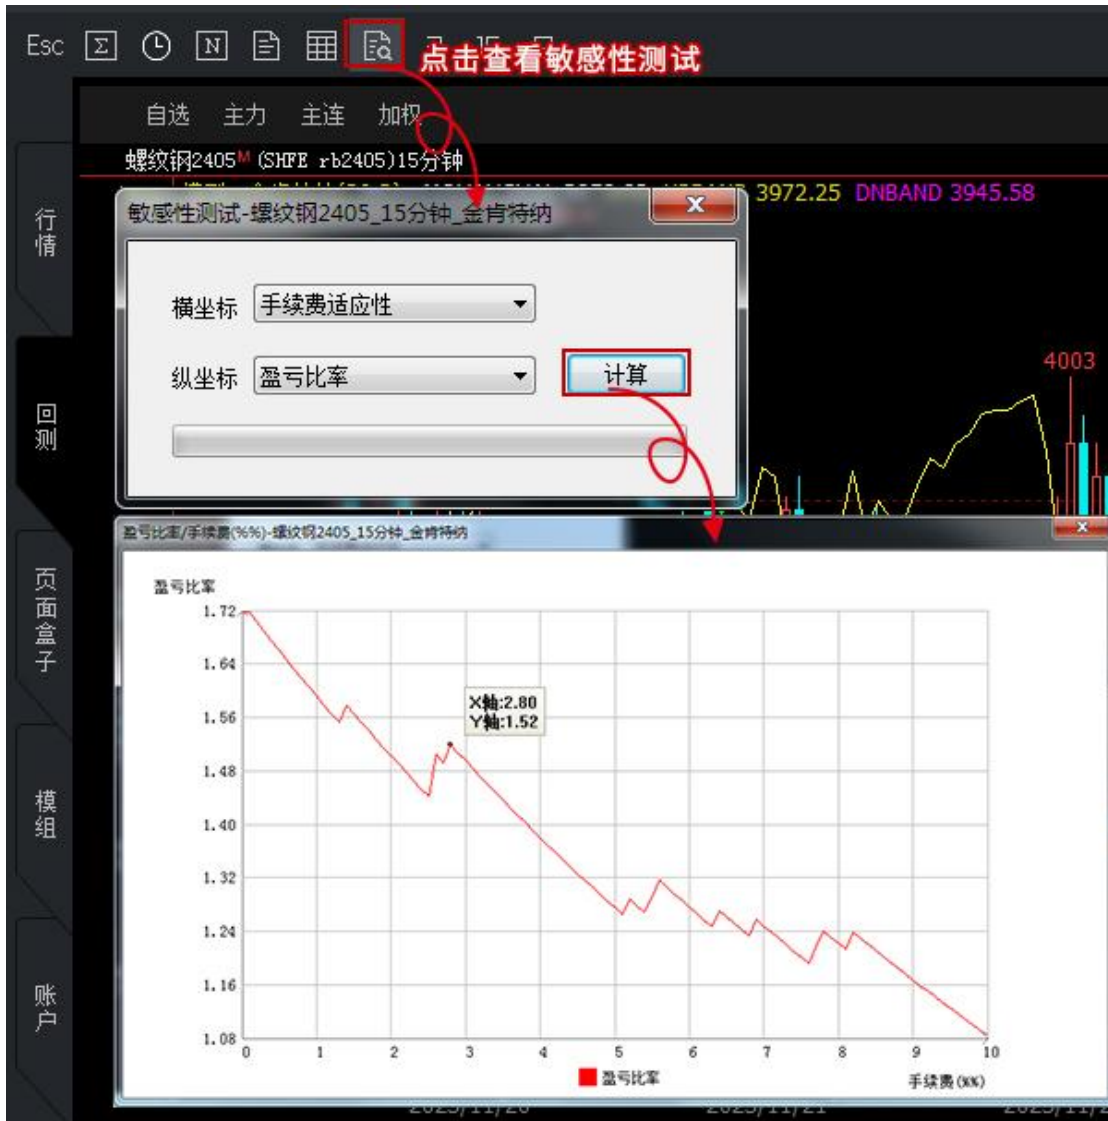 Esc Σ N
点击查看敏感性测试
自选 主力 主连 加权
螺纹钢2405M (SHFE rb2405)15分钟
3972.25 DNBAND 3945.58
敏感性测试-螺纹钢2405_15分钟_金肯特纳
横坐标 手续费适应性
纵坐标 盈亏比率 计算
4003
行情
回测
页面盒子
模组
账户
盈亏比率/手续费(%%)-螺纹钢2405_15分钟_金肯特纳
盈亏比率
1.72
1.64
X轴:2.80
Y轴:1.52
1.56
1.48
1.40
1.32
1.24
1.16
1.08
0 1 2 3 4 5 6 7 8 9 10
盈亏比率
手续费(%%)